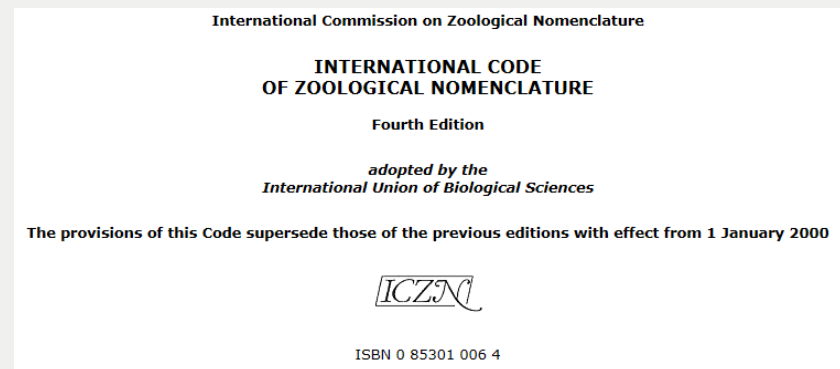 International Commission on Zoological Nomenclature
INTERNATIONAL CODE
OF ZOOLOGICAL NOMENCLATURE
Fourth Edition
adopted by the
International Union of Biological Sciences
The provisions of this Code supersede those of the previous editions with effect from 1 January 2000
ICZN
ISBN 0 85301 006 4